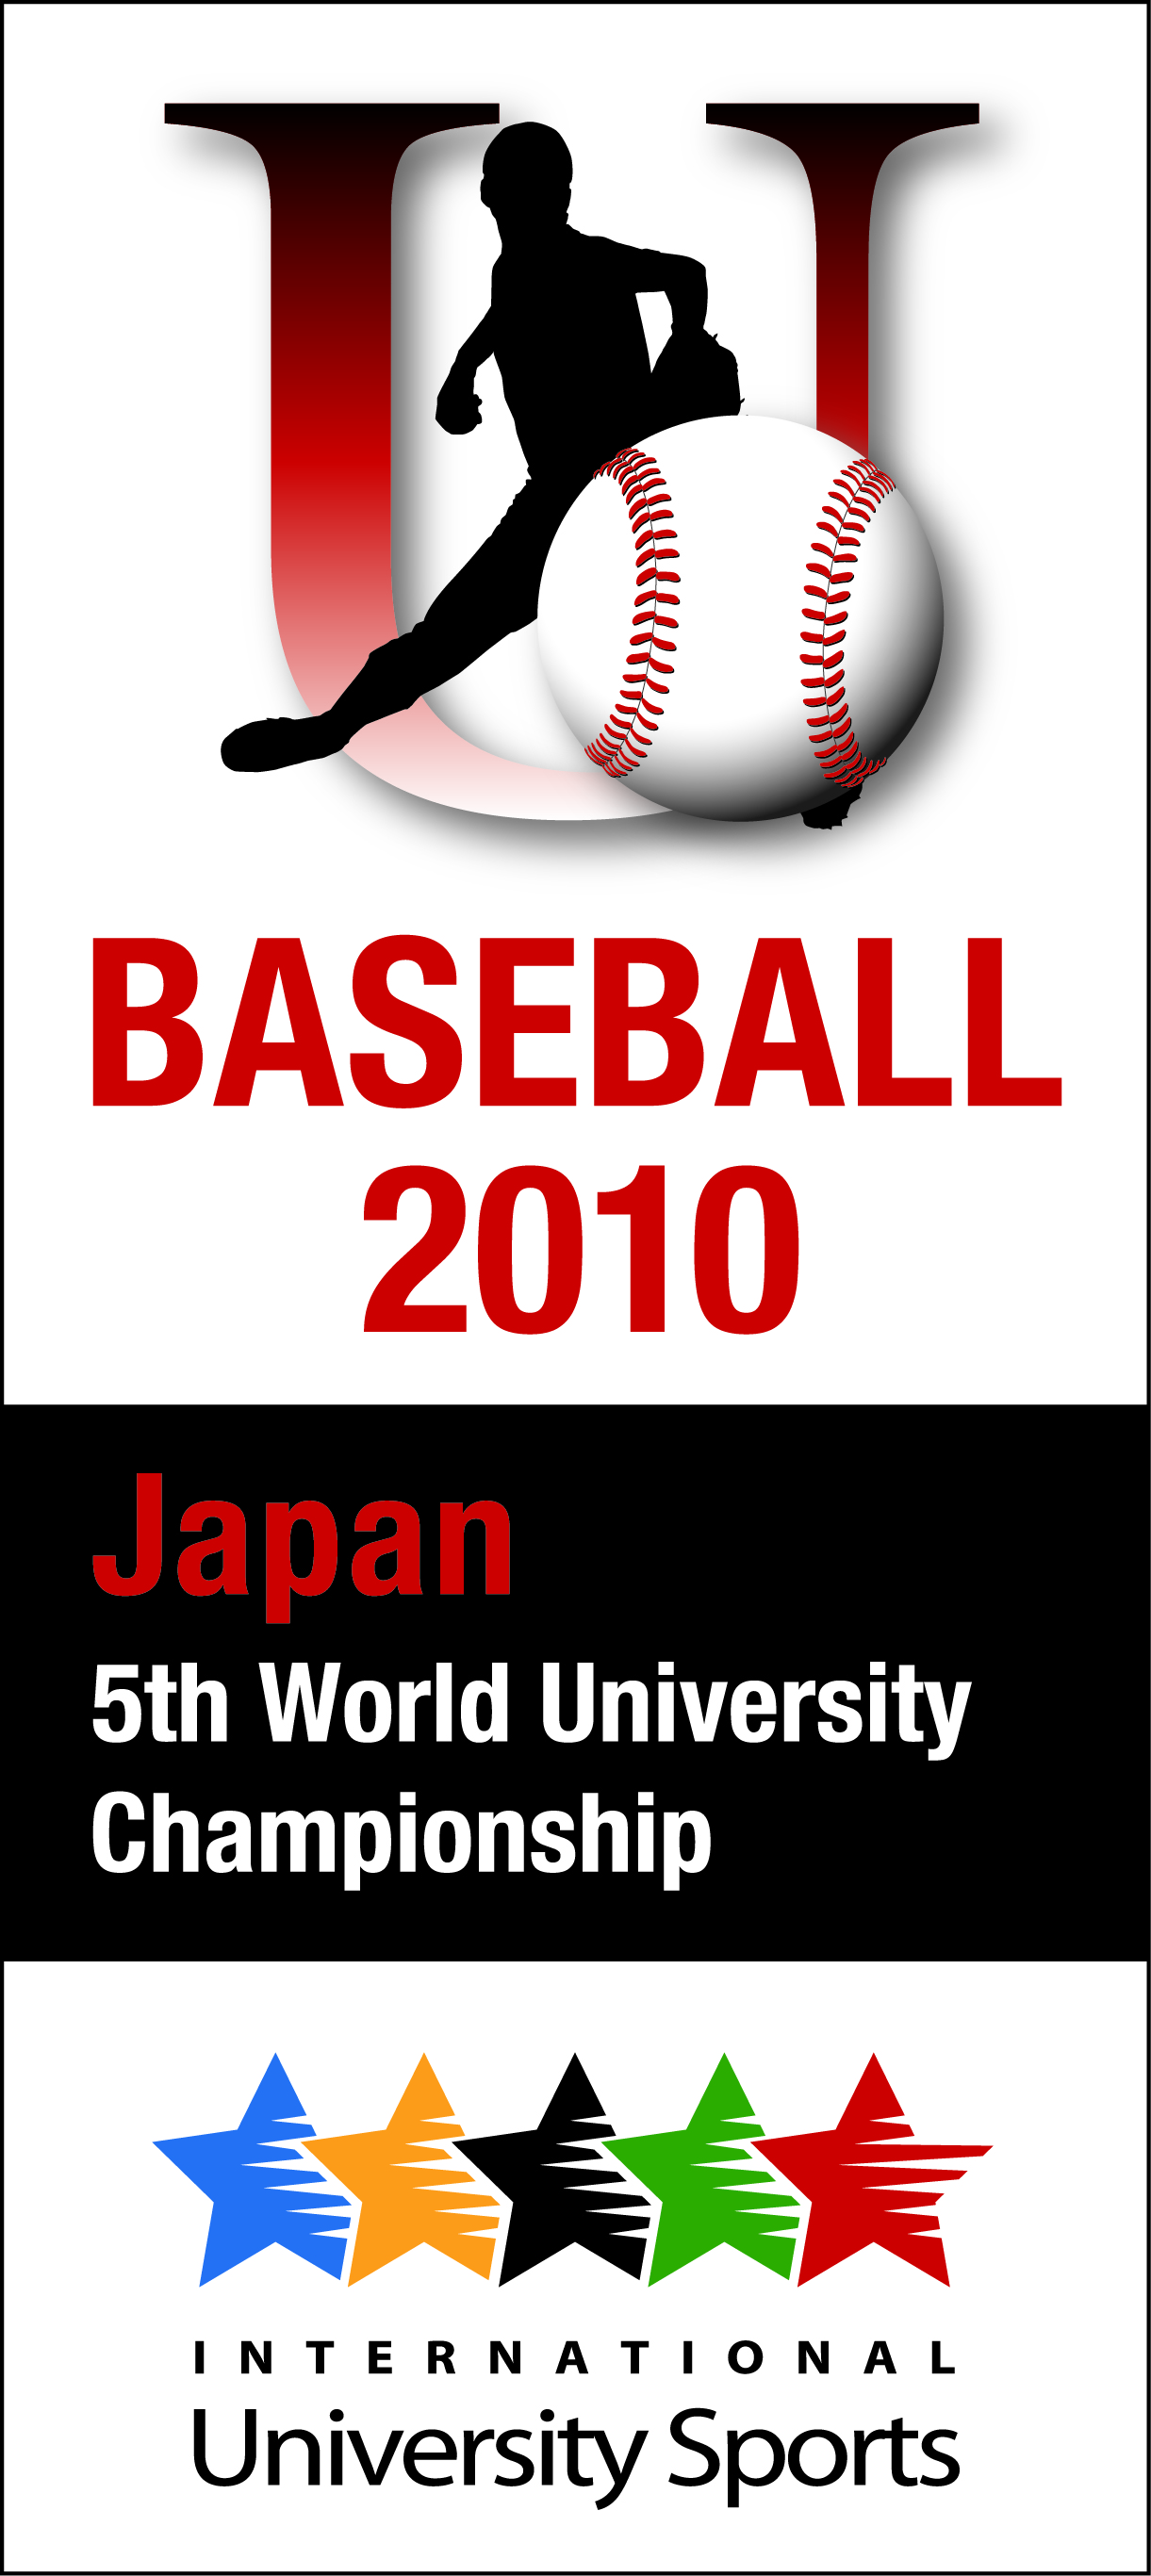 U
BASEBALL
2010
Japan
5th World University
Championship
INTERNATIONAL
University Sports